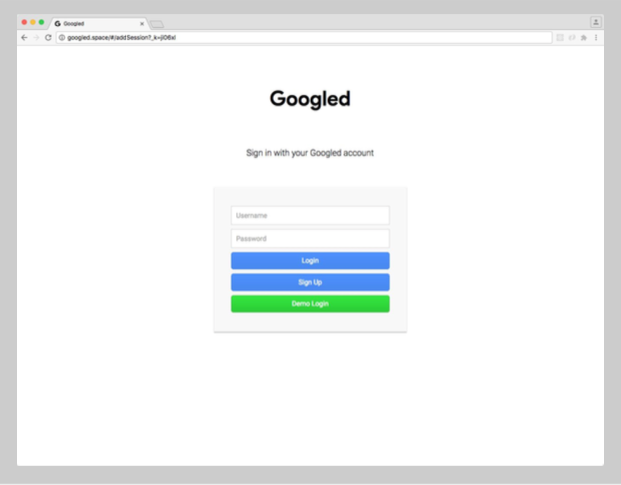 Googled
googled.space/#/addSession?_k=jl06xl
Googled
Sign in with your Googled account
Username
Password
Login
Sign Up
Demo Login